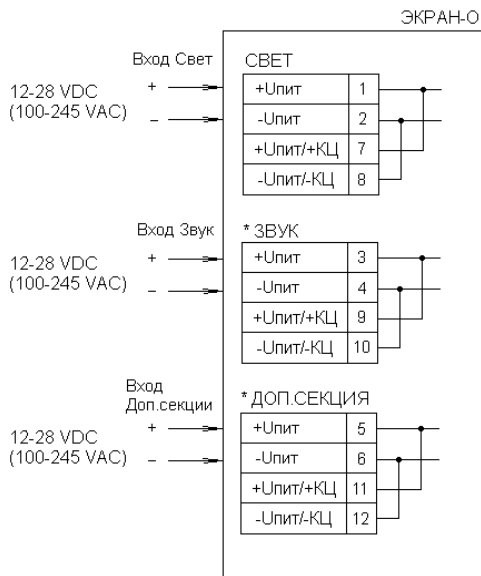 ЭКРАН-О
Вход Свет
СВЕТ
12-28 VDC
(100-245 VAC)
+
–
+Uпит 1
-Uпит 2
+Uпит/+КЦ 7
-Uпит/-КЦ 8
Вход Звук
* ЗВУК
12-28 VDC
(100-245 VAC)
+
–
+Uпит 3
-Uпит 4
+Uпит/+КЦ 9
-Uпит/-КЦ 10
Вход
Доп.секции
* ДОП.СЕКЦИЯ
12-28 VDC
(100-245 VAC)
+
–
+Uпит 5
-Uпит 6
+Uпит/+КЦ 11
-Uпит/-КЦ 12